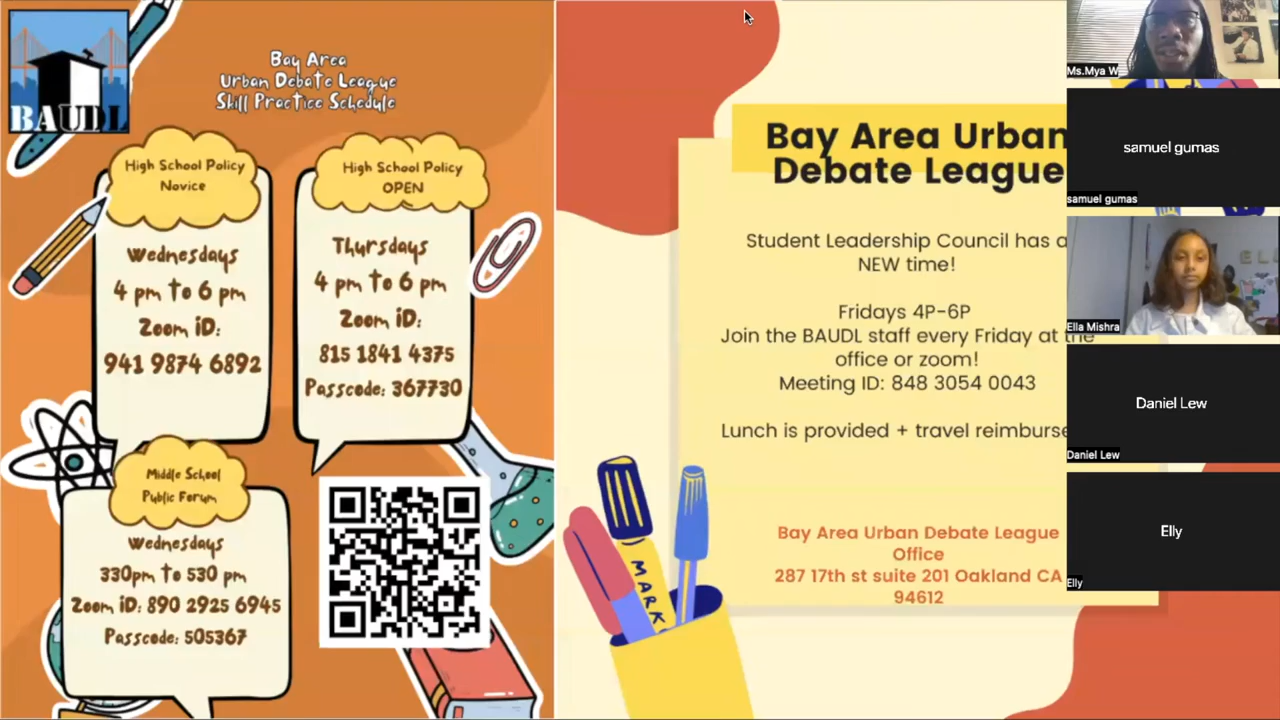 BAUDL
Bay Area
Urban Debate League
Skill Practice Schedule
High School Policy
Novice
Wednesdays
4 pm to 6 pm
Zoom iD:
941 9874 6892
High School Policy
OPEN
Thursdays
4 pm to 6 pm
Zoom iD:
815 1841 4375
Passcode: 367730
Middle School
Public Forum
Wednesdays
330pm to 530 pm
Zoom iD: 890 2925 6945
Passcode: 505367
Bay Area Urban
Debate League
Student Leadership Council has a
NEW time!
Fridays 4P-6P
Join the BAUDL staff every Friday at the
office or zoom!
Meeting ID: 848 3054 0043
Lunch is provided + travel reimburse
Bay Area Urban Debate League
Office
287 17th st suite 201 Oakland CA
94612
MARK
Ms.Mya W
samuel gumas
samuel gumas
Ella Mishra
Daniel Lew
Daniel Lew
Elly
Elly